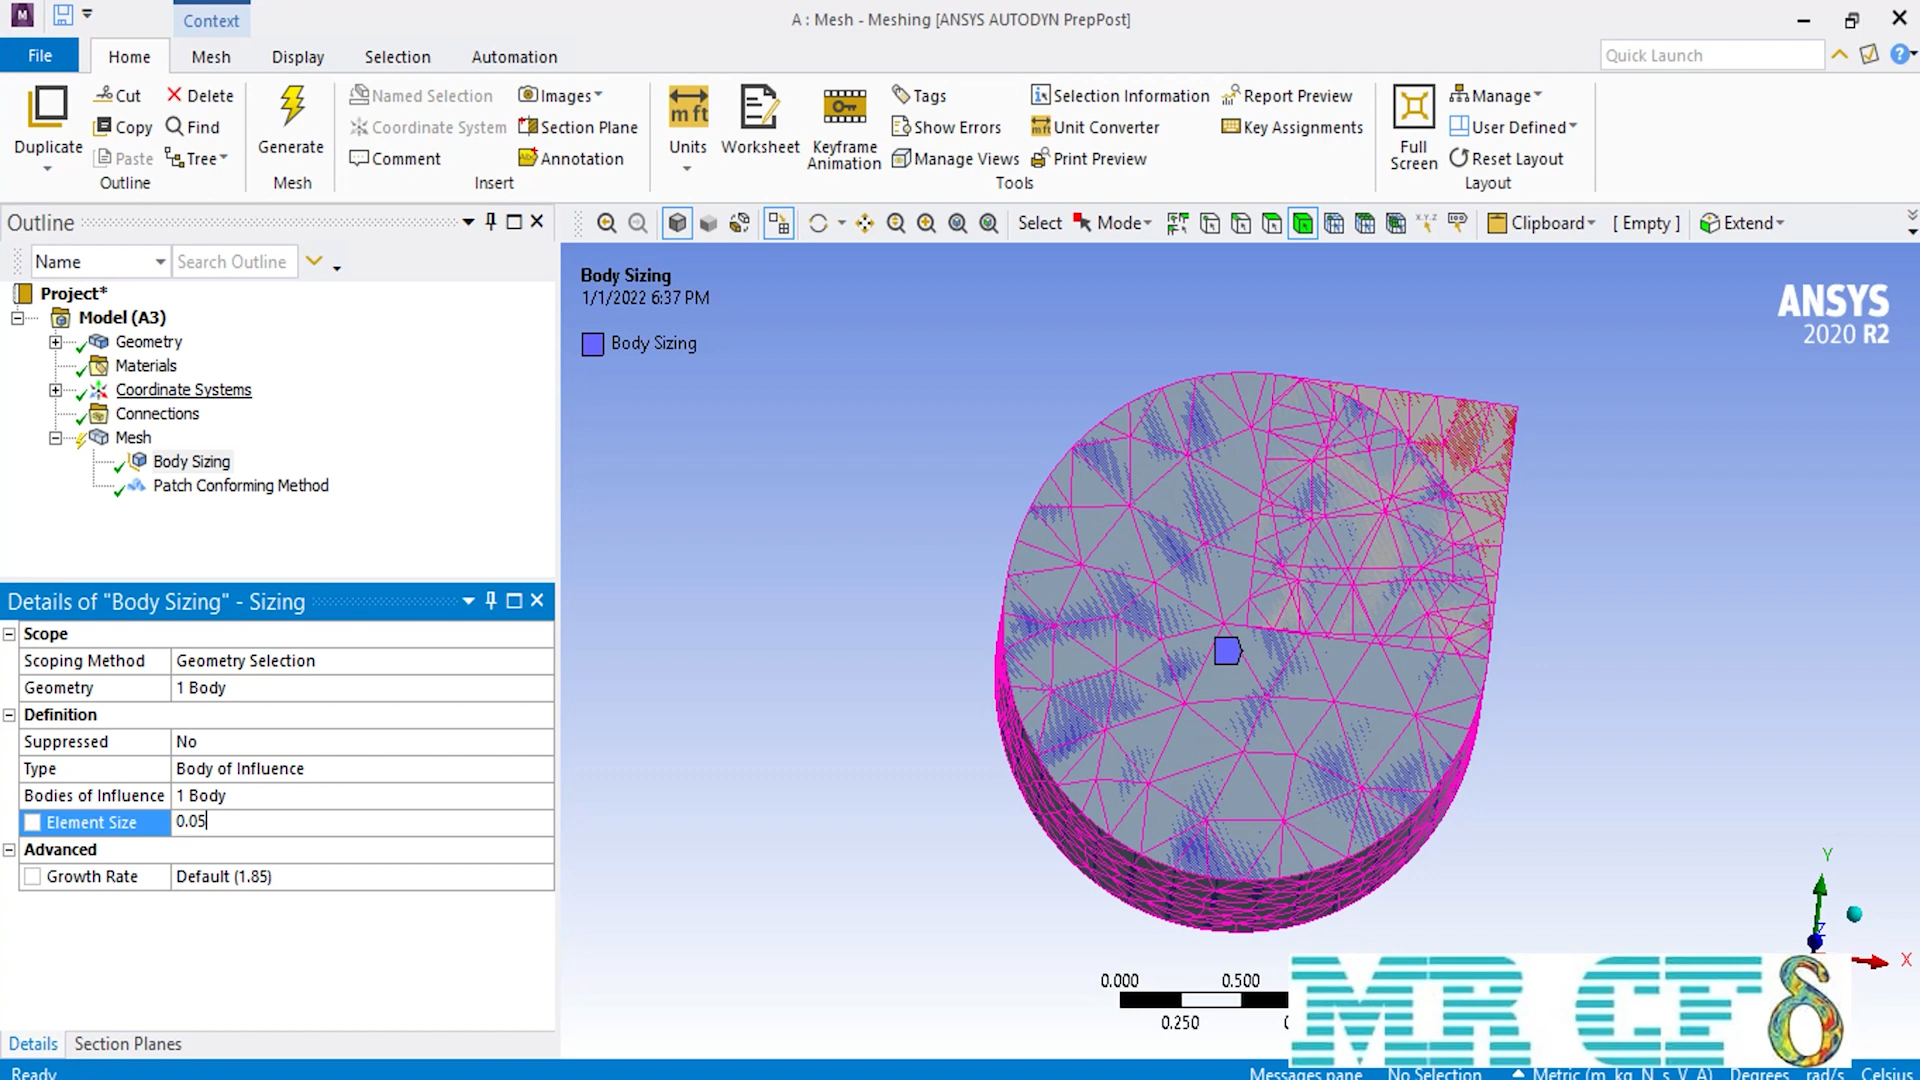 Context
A : Mesh - Meshing [ANSYS AUTODYN PrepPost]
File
Home
Mesh
Display
Selection
Automation
Quick Launch
Duplicate
Cut
Copy
Paste
Delete
Find
Tree
Outline
Generate
Mesh
Named Selection
Coordinate System
Comment
Images
Section Plane
Annotation
Insert
mft
Units
Worksheet
Keyframe
Animation
Tags
Show Errors
Manage Views
Selection Information
Unit Converter
Print Preview
Report Preview
Key Assignments
Tools
Full
Screen
Manage
User Defined
Reset Layout
Layout
Outline
Name
Search Outline
Project*
Model (A3)
Geometry
Materials
Coordinate Systems
Connections
Mesh
Body Sizing
Patch Conforming Method
Select
Mode
Clipboard
[ Empty ]
Extend
Body Sizing
1/1/2022 6:37 PM
Body Sizing
ANSYS
2020 R2
Details of "Body Sizing" - Sizing
Scope
Scoping Method Geometry Selection
Geometry 1 Body
Definition
Suppressed No
Type Body of Influence
Bodies of Influence 1 Body
Element Size 0.05
Advanced
Growth Rate Default (1.85)
Y
Z
X
0.000 0.500
0.250
MR CFδ
Details
Section Planes
Ready
Messages pane
No Selection
Metric (m, kg, N, s, V, A)
Degrees
rad/s
Celsius